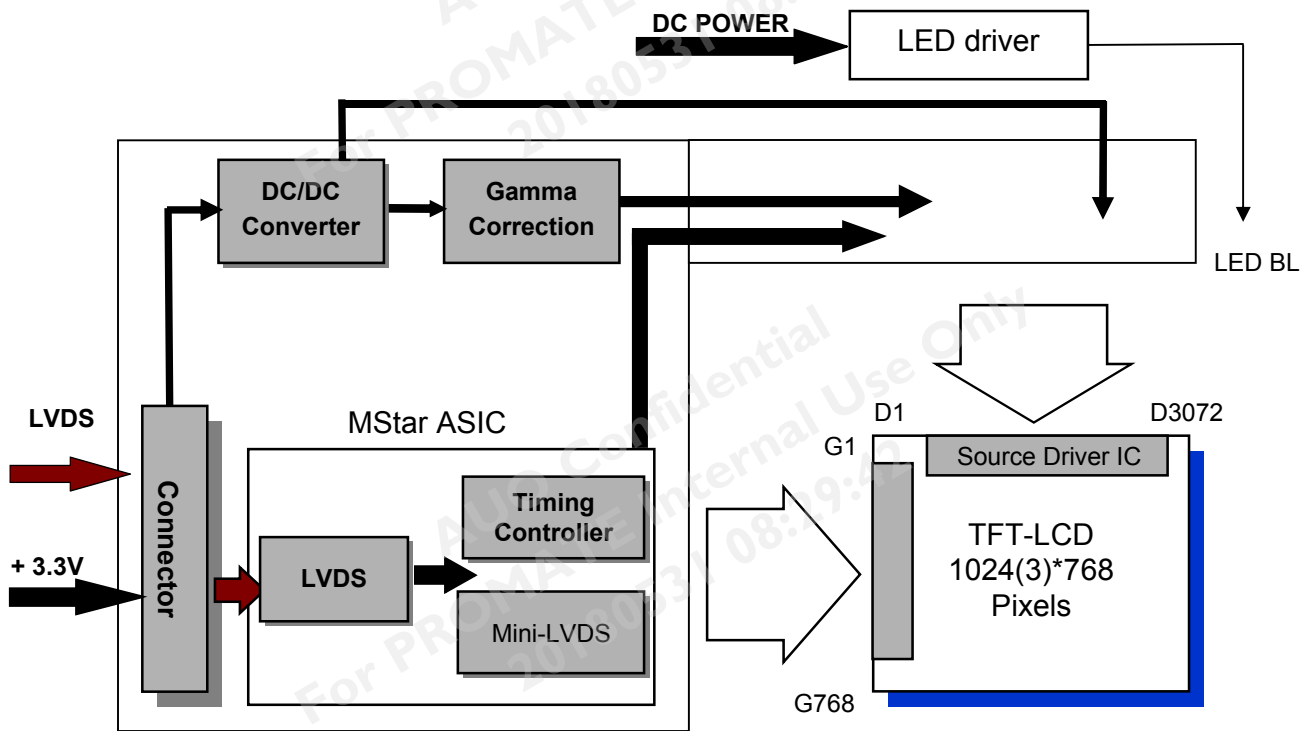 DC POWER
LED driver
DC/DC
Converter
Gamma
Correction
LED BL
LVDS
MStar ASIC
D1
D3072
G1
Source Driver IC
Connector
Timing
Controller
TFT-LCD
1024(3)*768
Pixels
+ 3.3V
LVDS
Mini-LVDS
G768
AUO Confidential
For PROMATE Internal Use Only
20180531 08:29:42